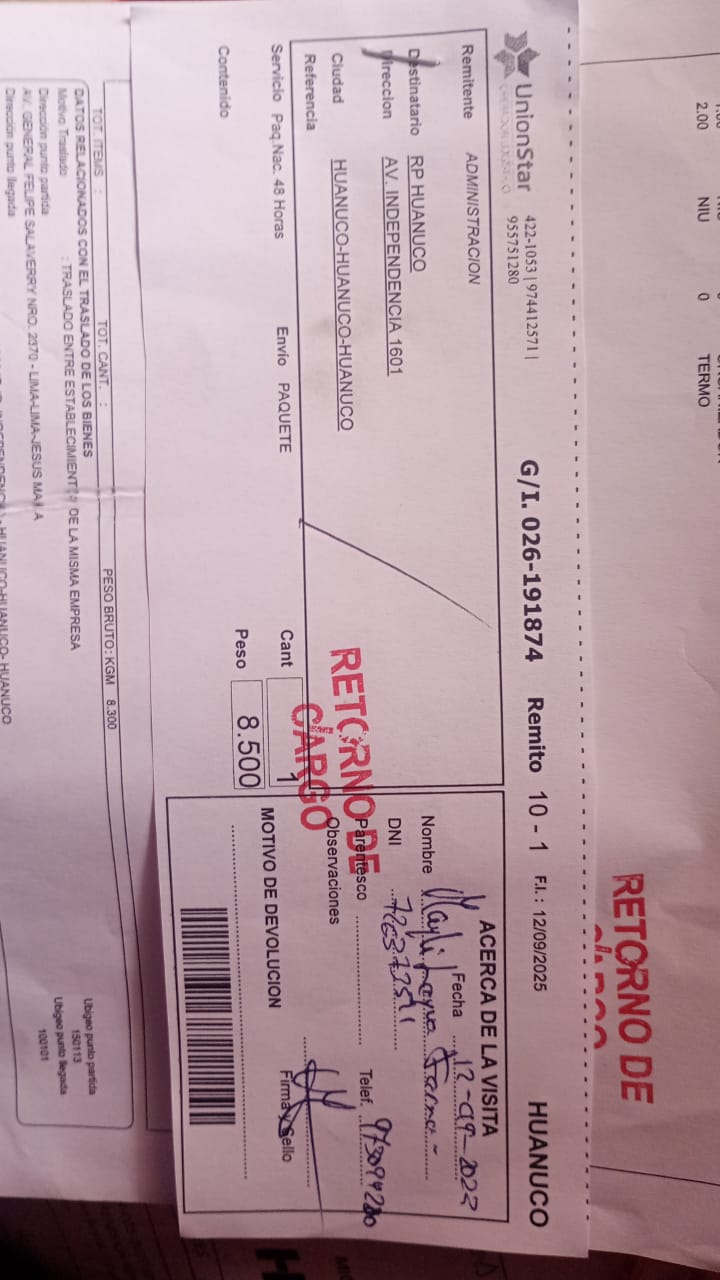 2.00 NIU 0 TERMO
RETORNO DE
UnionStar
422-1053 | 974412571 |
955751280
G/I. 026-191874 Remito 10 - 1 F.I.: 12/09/2025 HUANUCO
Remitente ADMINISTRACION
Destinatario RP HUANUCO
Direccion AV. INDEPENDENCIA 1601
Ciudad HUANUCO-HUANUCO-HUANUCO
Referencia
Servicio Paq.Nac. 48 Horas Envio PAQUETE Cant 1
Contenido Peso 8.500
RETORNO DE
CARGO
ACERCA DE LA VISITA
Fecha
Nombre
DNI
Parentesco Telef.
Observaciones
Firma y Sello
MOTIVO DE DEVOLUCION
TOT. ITEMS : TOT. CANT. : PESO BRUTO: KGM 8.300
DATOS RELACIONADOS CON EL TRASLADO DE LOS BIENES
Motivo Traslado : TRASLADO ENTRE ESTABLECIMIENTOS DE LA MISMA EMPRESA
Dirección punto partida Ubigeo punto partida
AV. GENERAL FELIPE SALAVERRY NRO. 2370 - LIMA-LIMA-JESUS MARIA 150113
Dirección punto llegada Ubigeo punto llegada
HUANUCO-HUANUCO-HUANUCO 100101